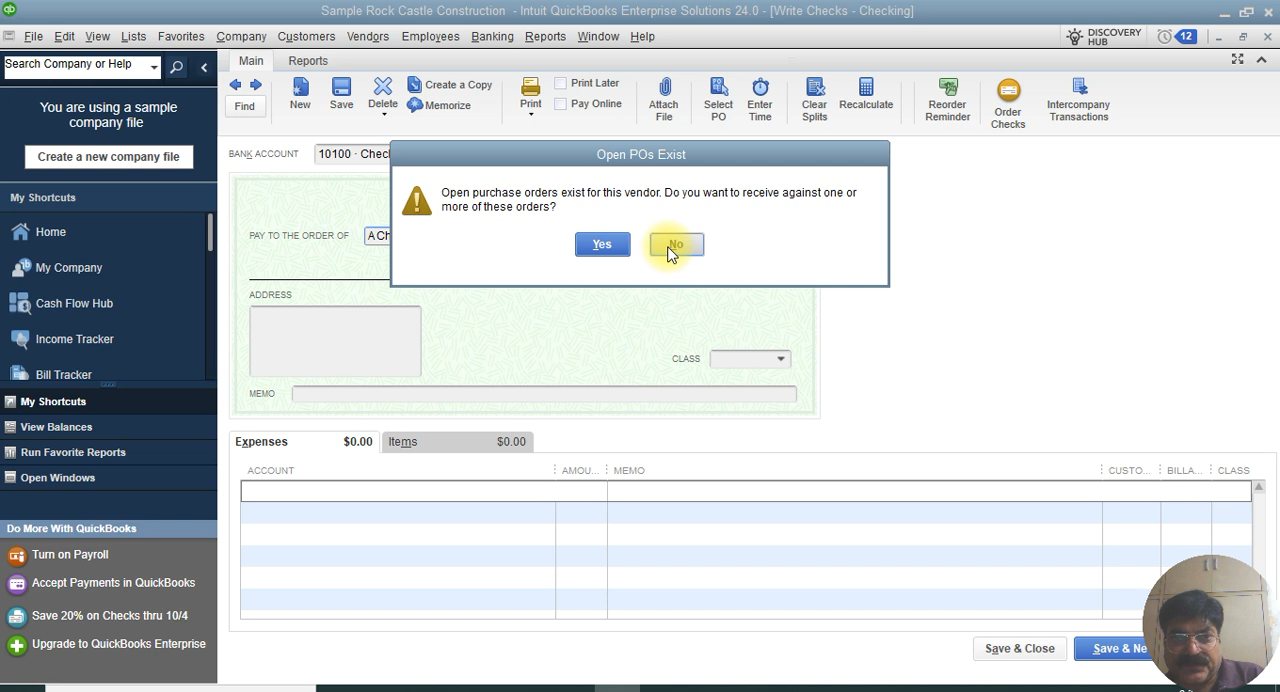 Sample Rock Castle Construction - Intuit QuickBooks Enterprise Solutions 24.0 - [Write Checks - Checking]
File Edit View Lists Favorites Company Customers Vendors Employees Banking Reports Window Help
DISCOVERY HUB
12
Search Company or Help
You are using a sample
company file
Create a new company file
My Shortcuts
Home
My Company
Cash Flow Hub
Income Tracker
Bill Tracker
My Shortcuts
View Balances
Run Favorite Reports
Open Windows
Do More With QuickBooks
Turn on Payroll
Accept Payments in QuickBooks
Save 20% on Checks thru 10/4
Upgrade to QuickBooks Enterprise
Main Reports
Find
New
Save
Delete
Create a Copy
Memorize
Print
Print Later
Pay Online
Attach
File
Select
PO
Enter
Time
Clear
Splits
Recalculate
Reorder
Reminder
Order
Checks
Intercompany
Transactions
BANK ACCOUNT 10100 · Chec
Open POs Exist
Open purchase orders exist for this vendor. Do you want to receive against one or
more of these orders?
Yes No
PAY TO THE ORDER OF A Ch
ADDRESS
CLASS
MEMO
Expenses $0.00 Items $0.00
ACCOUNT AMOU... MEMO CUSTO... BILLA... CLASS
Save & Close Save & Ne